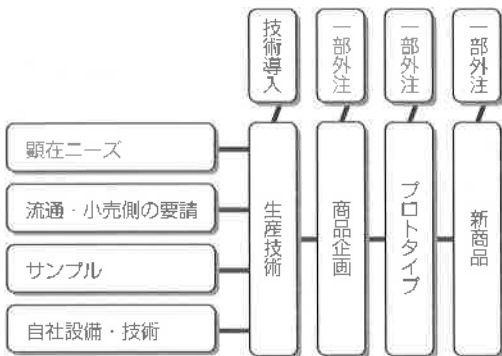 技術導入
一部外注
一部外注
一部外注
顕在ニーズ
流通・小売側の要請
サンプル
自社設備・技術
生産技術
商品企画
プロトタイプ
新商品